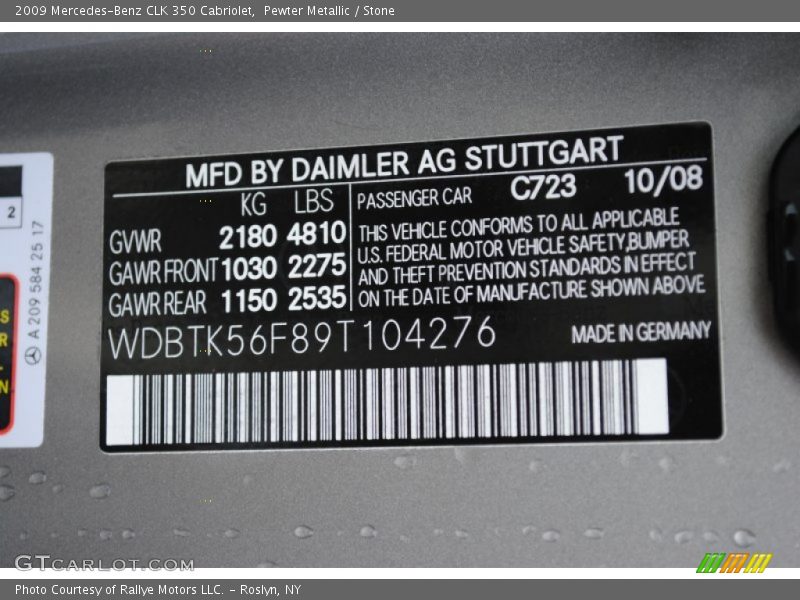 2009 Mercedes-Benz CLK 350 Cabriolet, Pewter Metallic / Stone
MFD BY DAIMLER AG STUTTGART
KG LBS
GVWR 2180 4810
GAWR FRONT 1030 2275
GAWR REAR 1150 2535
PASSENGER CAR C723 10/08
THIS VEHICLE CONFORMS TO ALL APPLICABLE
U.S. FEDERAL MOTOR VEHICLE SAFETY,BUMPER
AND THEFT PREVENTION STANDARDS IN EFFECT
ON THE DATE OF MANUFACTURE SHOWN ABOVE
WDBTK56F89T104276 MADE IN GERMANY
2
A 209 584 25 17
S
R
N
GTCARLOT.COM
Photo Courtesy of Rallye Motors LLC. - Roslyn, NY